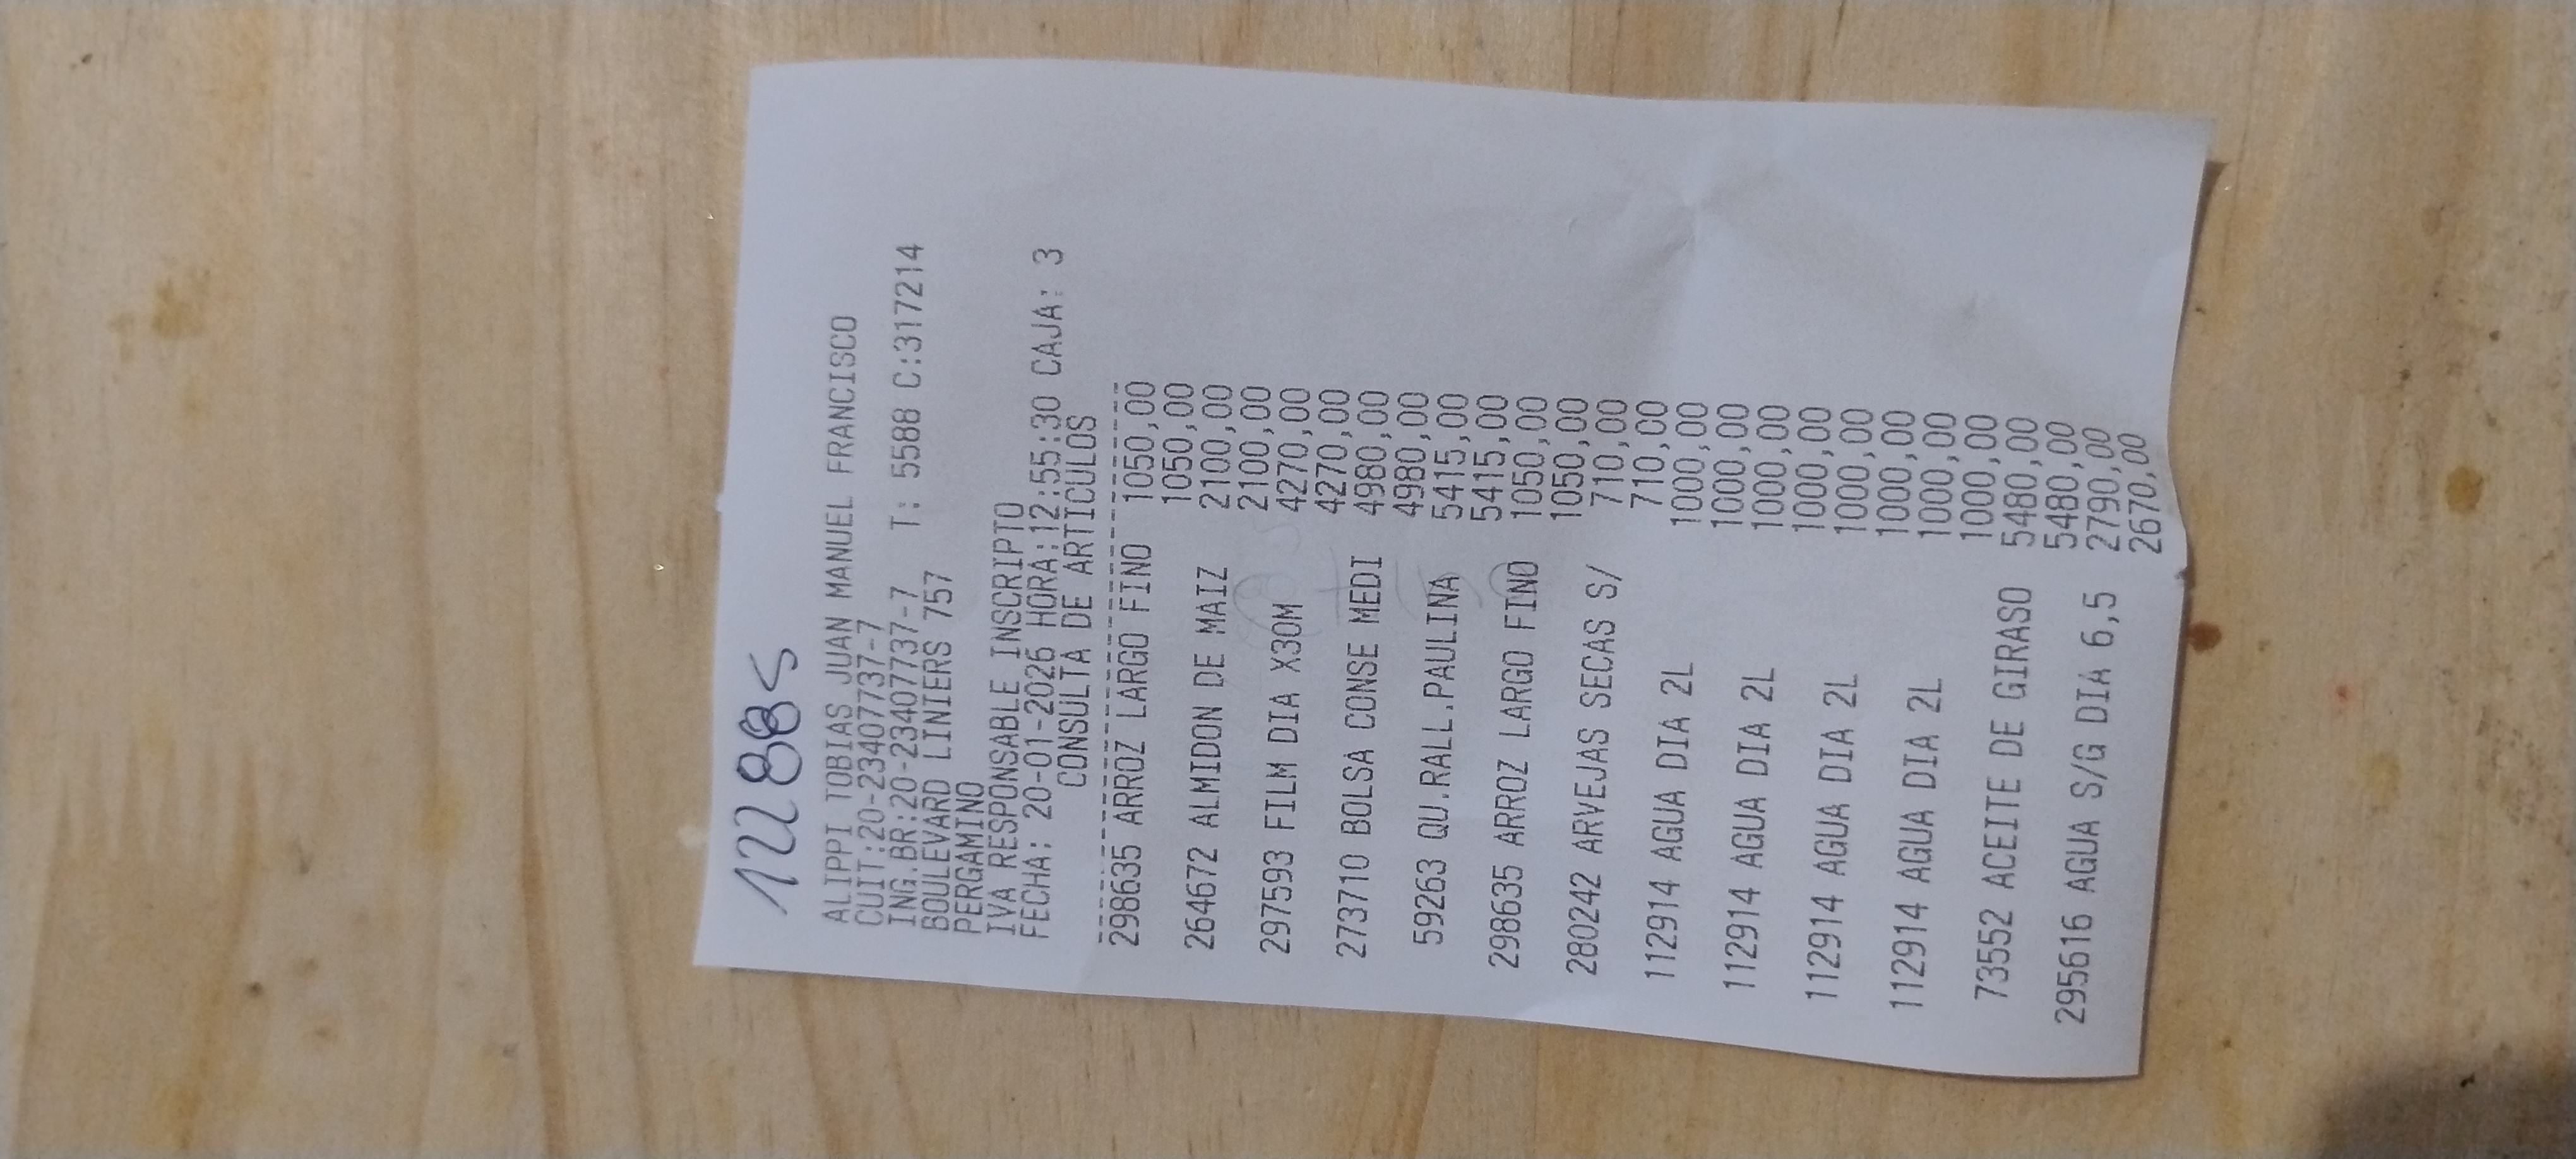 12885
ALIPPI TOBIAS JUAN MANUEL FRANCISCO
CUIT:20-23407737-7
ING.BR:20-23407737-7
BOULEVARD LINIERS 757 T: 5588 C:317214
PERGAMINO
IVA RESPONSABLE INSCRIPTO
FECHA: 20-01-2026 HORA:12:55:30 CAJA: 3
CONSULTA DE ARTICULOS
298635 ARROZ LARGO FINO 1050,00
1050,00
264672 ALMIDON DE MAIZ 2100,00
2100,00
297593 FILM DIA X30M 4270,00
4270,00
273710 BOLSA CONSE MEDI 4980,00
4980,00
59263 QU.RALL.PAULINA 5415,00
5415,00
298635 ARROZ LARGO FINO 1050,00
1050,00
280242 ARVEJAS SECAS S/ 710,00
710,00
112914 AGUA DIA 2L 1000,00
1000,00
112914 AGUA DIA 2L 1000,00
1000,00
112914 AGUA DIA 2L 1000,00
1000,00
112914 AGUA DIA 2L 1000,00
1000,00
73552 ACEITE DE GIRASO 5480,00
5480,00
295616 AGUA S/G DIA 6,5 2790,00
2670,00